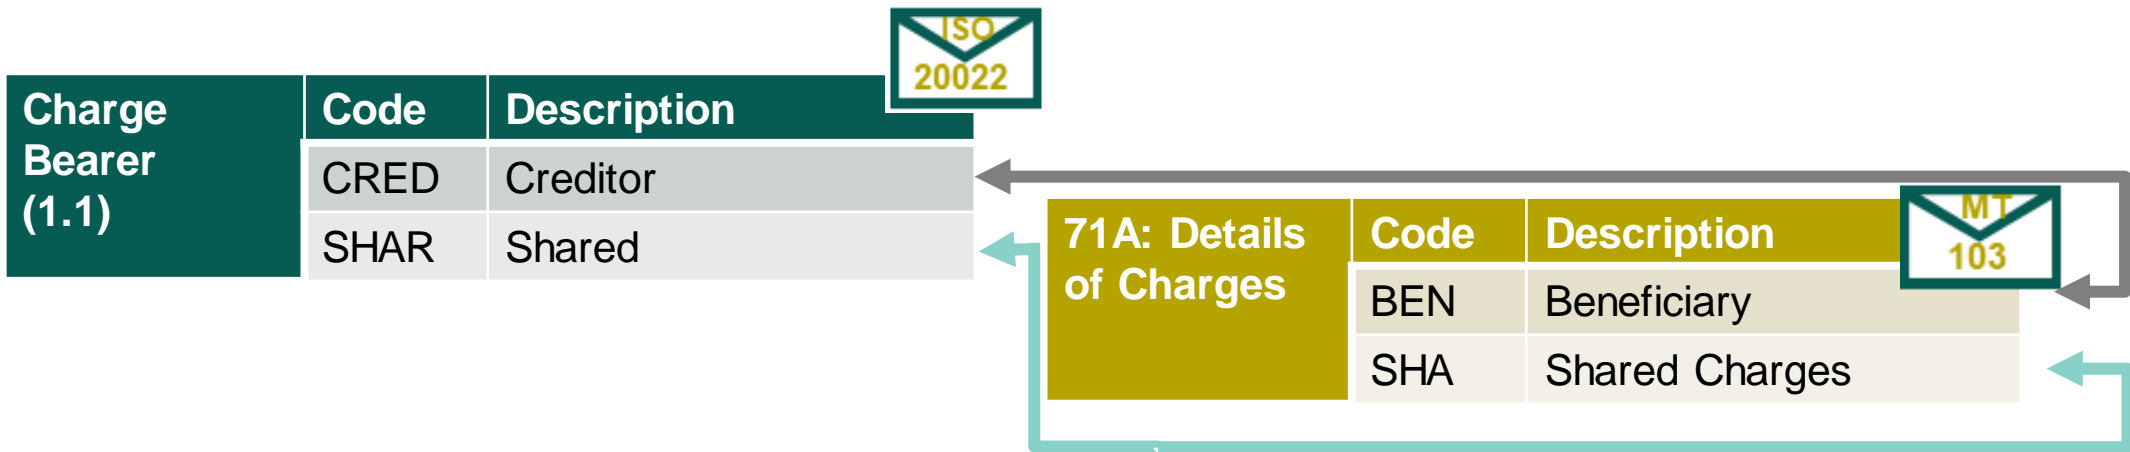 ISO
20022
Charge Bearer (1.1) Code Description
CRED Creditor
SHAR Shared
MT
103
71A: Details of Charges Code Description
BEN Beneficiary
SHA Shared Charges